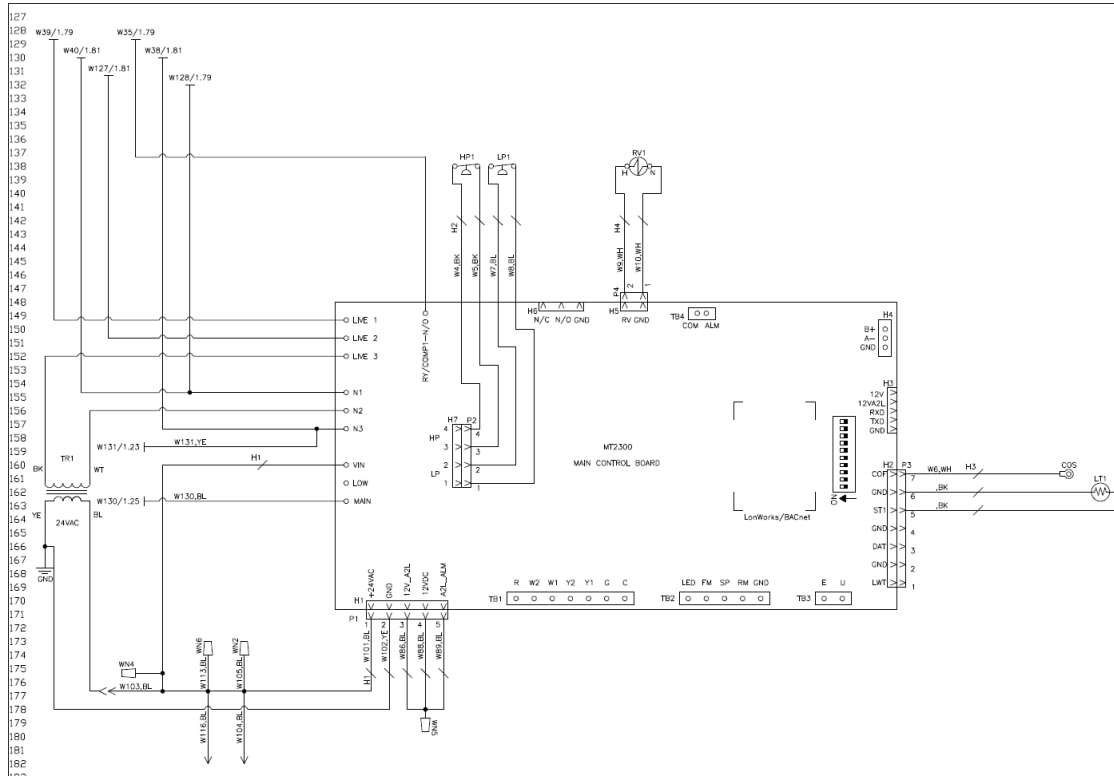 127
128
129
130
131
132
133
134
135
136
137
138
139
140
141
142
143
144
145
146
147
148
149
150
151
152
153
154
155
156
157
158
159
160
161
162
163
164
165
166
167
168
169
170
171
172
173
174
175
176
177
178
179
180
181
182
W39/1.79
W35/1.79
W40/1.81
W38/1.81
W127/1.81
W128/1.79
HP1
LP1
RV1
H N
H2
W4,BK
W5,BK
W7,BL
W8,BL
H4
W9,WH
W10,WH
P4 2 1
H6
N/C N/O GND
H5
RV GND
TB4
COM ALM
H4
B+
A-
GND
LIVE 1
LIVE 2
LIVE 3
RY/COMP1-N/O
N1
N2
N3
VIN
LOW
MAIN
H3
12V
12VA2L
RXD
TXD
GND
H7 P2
4 4
HP
3 3
2 2
LP
1 1
MT2300
MAIN CONTROL BOARD
ON
LonWorks/BACnet
H2 P3
COF 7
GND 6
ST1 5
GND 4
DAT 3
GND 2
LWT 1
W6,WH H3
COS
,BK
,BK
LT1
W131/1.23 W131,YE
TR1
BK WT
H1
W130/1.25 W130,BL
YE BL
24VAC
GND
+24VAC
GND
12V_A2L
12VDC
A2L_ALM
H1
P1
1 2 3 4 5
R W2 W1 Y2 Y1 G C
TB1
LED FM SP RM GND
TB2
E U
TB3
W101,BL
W102,YE
W86,BL
W88,BL
W89,BL
H1
WN6
WN2
W113,BL
W105,BL
WN4
W103,BL
W116,BL
W104,BL
WN5